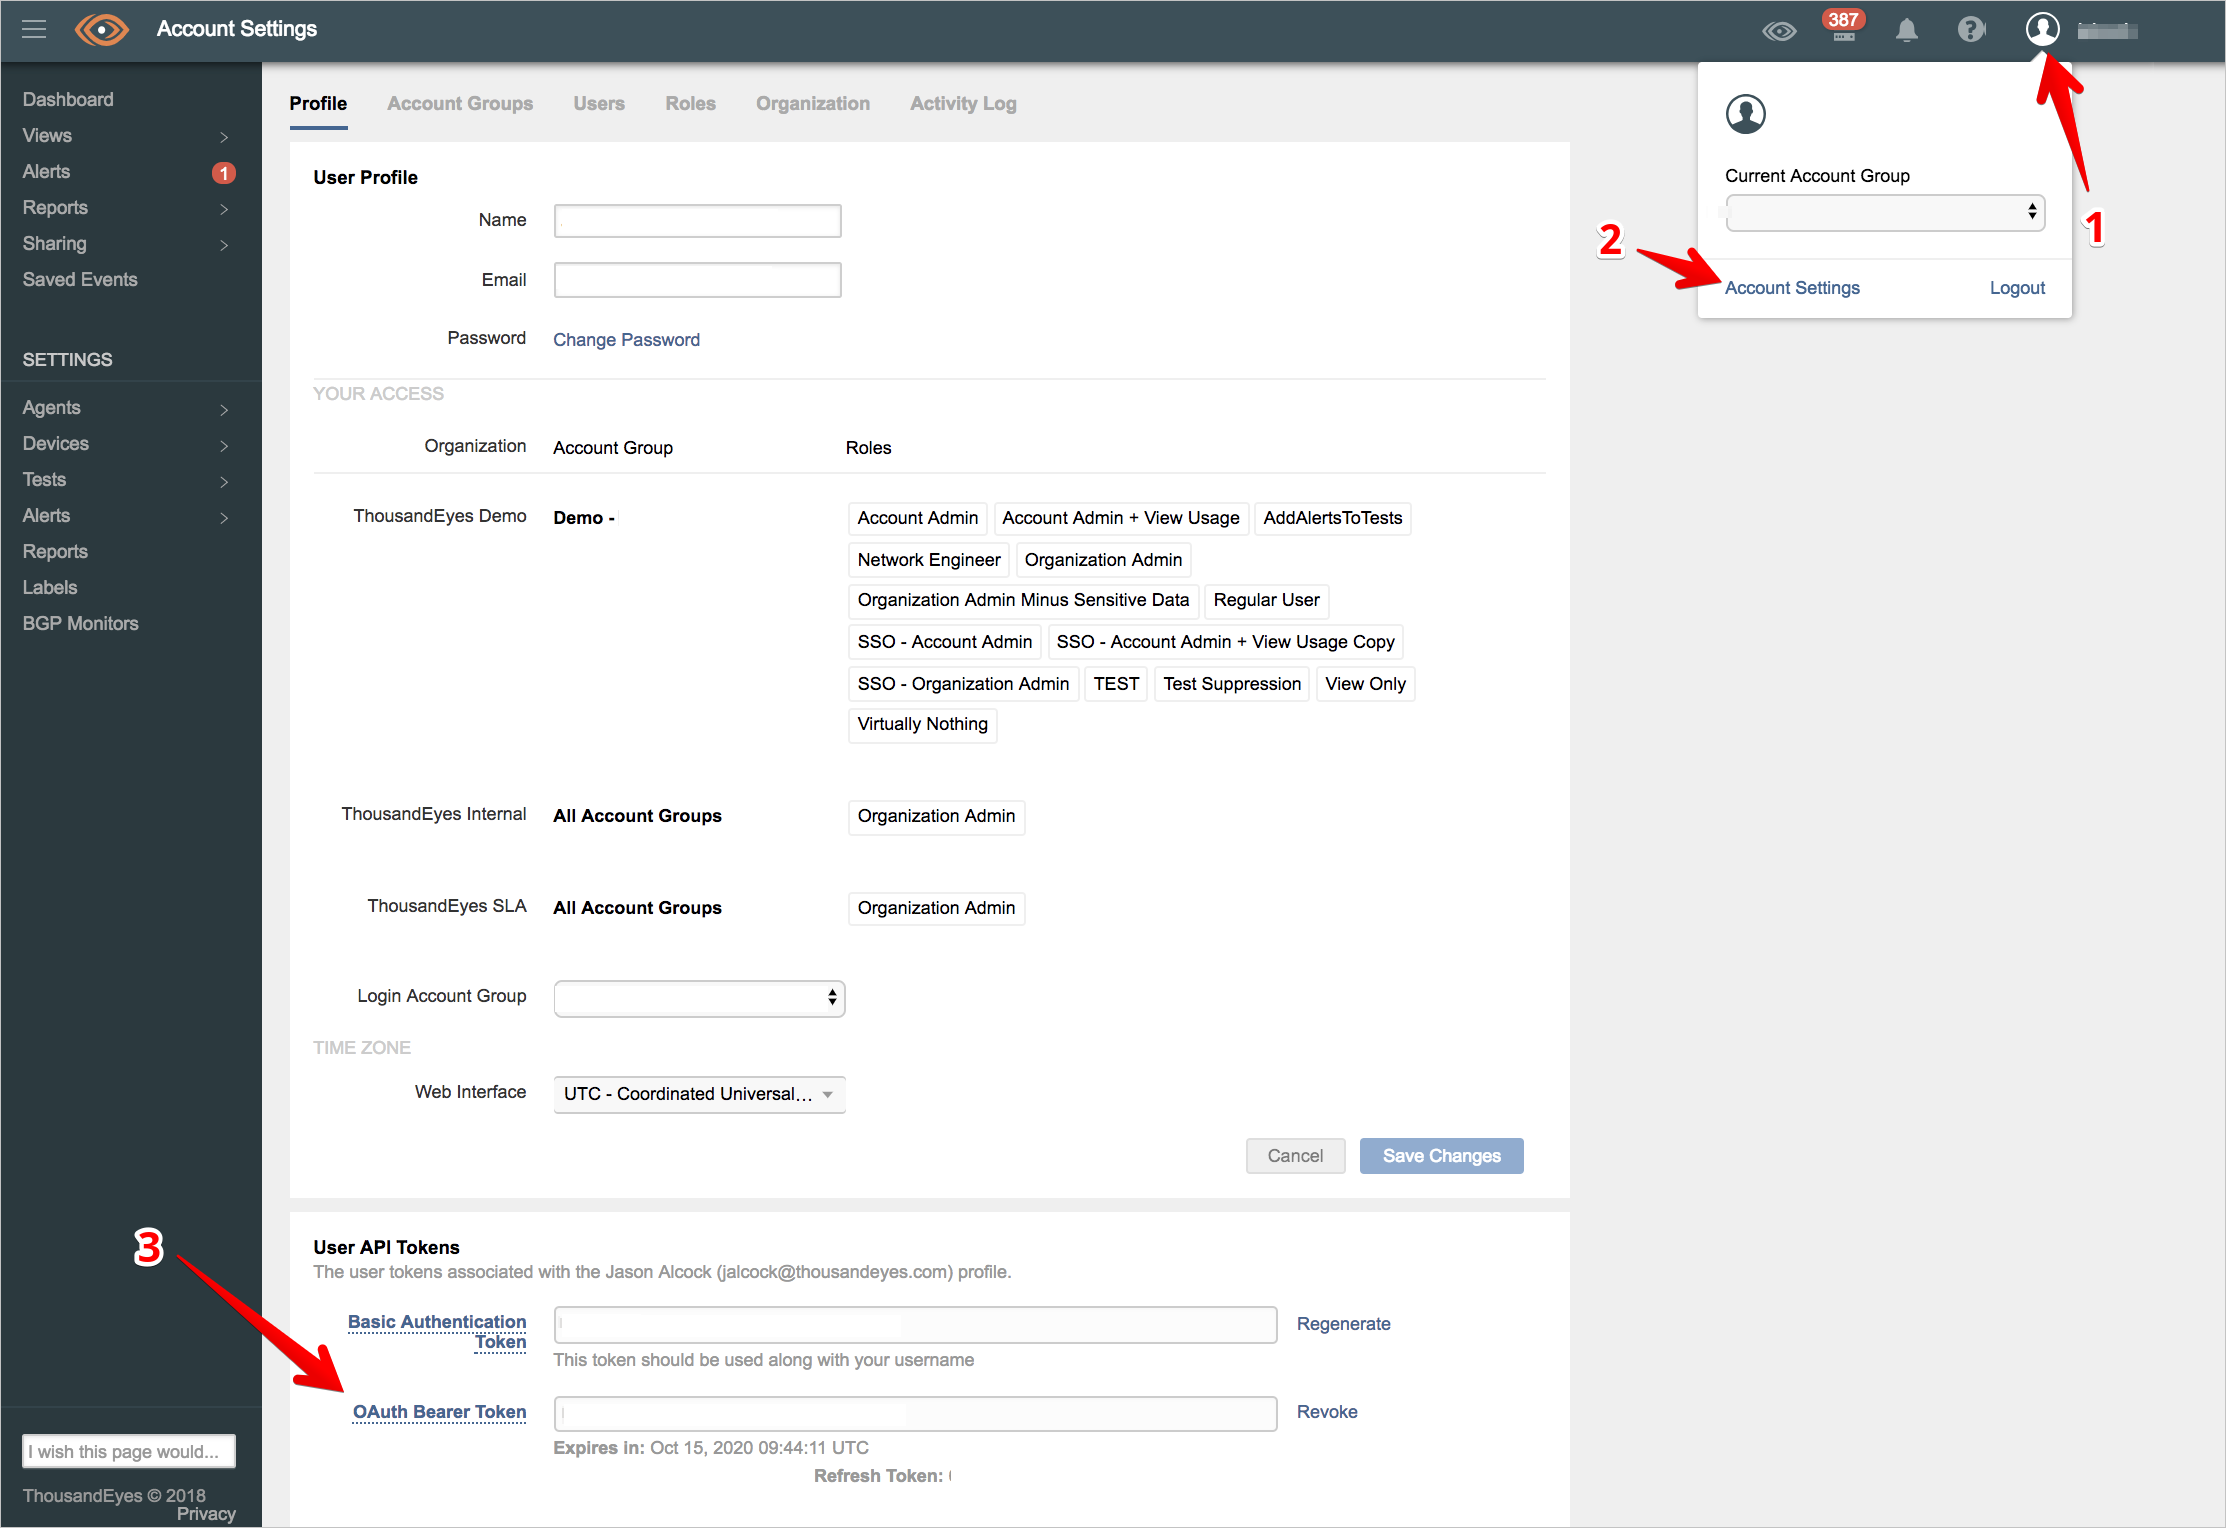 Account Settings
387
Dashboard
Views
Alerts 1
Reports
Sharing
Saved Events
SETTINGS
Agents
Devices
Tests
Alerts
Reports
Labels
BGP Monitors
I wish this page would...
ThousandEyes © 2018
Privacy
Profile Account Groups Users Roles Organization Activity Log
User Profile
Name
Email
Password Change Password
YOUR ACCESS
Organization Account Group Roles
ThousandEyes Demo Demo - Account Admin Account Admin + View Usage AddAlertsToTests
Network Engineer Organization Admin
Organization Admin Minus Sensitive Data Regular User
SSO - Account Admin SSO - Account Admin + View Usage Copy
SSO - Organization Admin TEST Test Suppression View Only
Virtually Nothing
ThousandEyes Internal All Account Groups Organization Admin
ThousandEyes SLA All Account Groups Organization Admin
Login Account Group
TIME ZONE
Web Interface UTC - Coordinated Universal...
Cancel Save Changes
User API Tokens
The user tokens associated with the Jason Alcock (jalcock@thousandeyes.com) profile.
Basic Authentication
Token
Regenerate
This token should be used along with your username
OAuth Bearer Token Revoke
Expires in: Oct 15, 2020 09:44:11 UTC
Refresh Token:
Current Account Group
Account Settings Logout
1
2
3